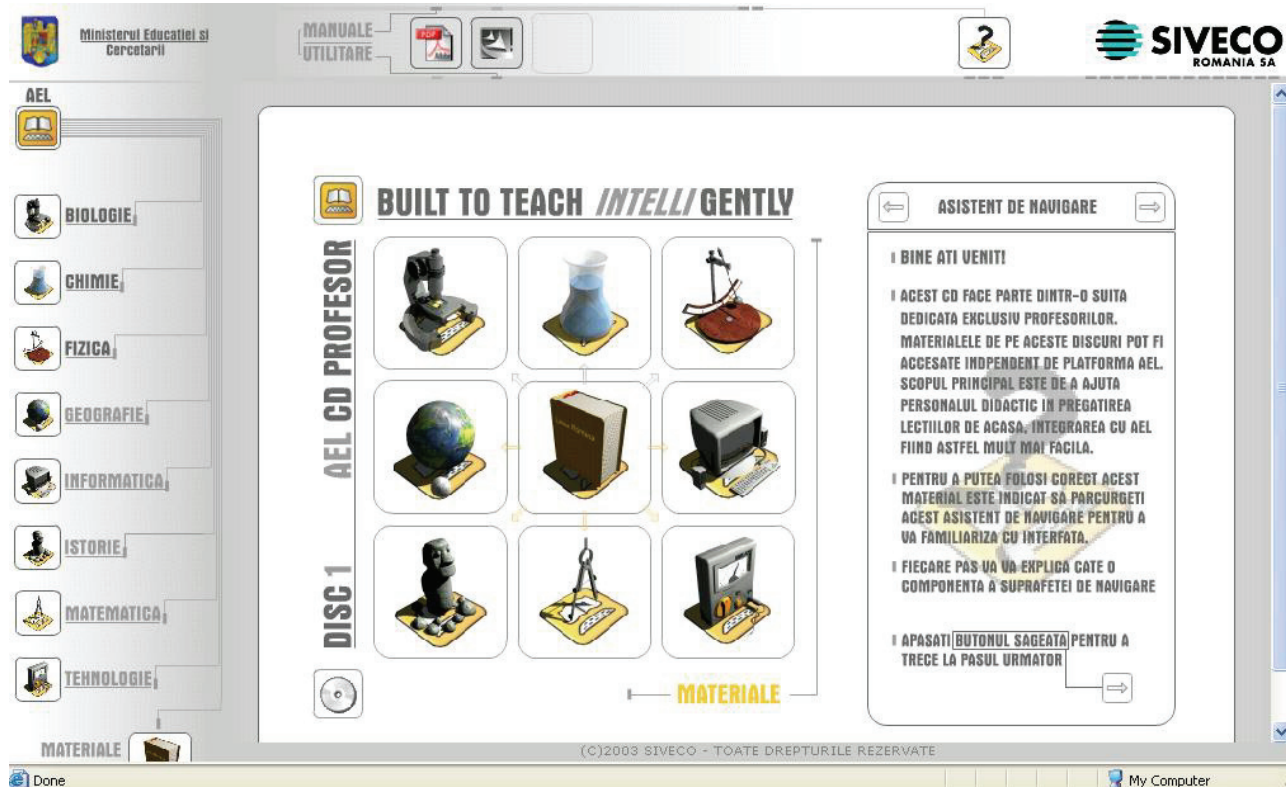 Ministerul Educatiei si
Cercetarii
MANUALE
UTILITARE
PDF
Adobe
SIVECO
ROMANIA SA
AEL
BIOLOGIE
CHIMIE
FIZICA
GEOGRAFIE
INFORMATICA
ISTORIE
MATEMATICA
TEHNOLOGIE
MATERIALE
BUILT TO TEACH INTELLIGENTLY
AEL CD PROFESOR
DISC 1
MATERIALE
ASISTENT DE NAVIGARE
BINE ATI VENIT!
ACEST CD FACE PARTE DINTR-O SUITA
DEDICATA EXCLUSIV PROFESORILOR.
MATERIALELE DE PE ACESTE DISCURI POT FI
ACCESATE INDPENDENT DE PLATFORMA AEL.
SCOPUL PRINCIPAL ESTE DE A AJUTA
PERSONALUL DIDACTIC IN PREGATIREA
LECTIILOR DE ACASA, INTEGRAREA CU AEL
FIIND ASTFEL MULT MAI FACILA.
PENTRU A PUTEA FOLOSI CORECT ACEST
MATERIAL ESTE INDICAT SA PARCURGETI
ACEST ASISTENT DE NAVIGARE PENTRU A
VA FAMILIARIZA CU INTERFATA.
FIECARE PAS VA VA EXPLICA CATE O
COMPONENTA A SUPRAFETEI DE NAVIGARE
APASATI BUTONUL SAGEATA PENTRU A
TRECE LA PASUL URMATOR
(C)2003 SIVECO - TOATE DREPTURILE REZERVATE
Done
My Computer